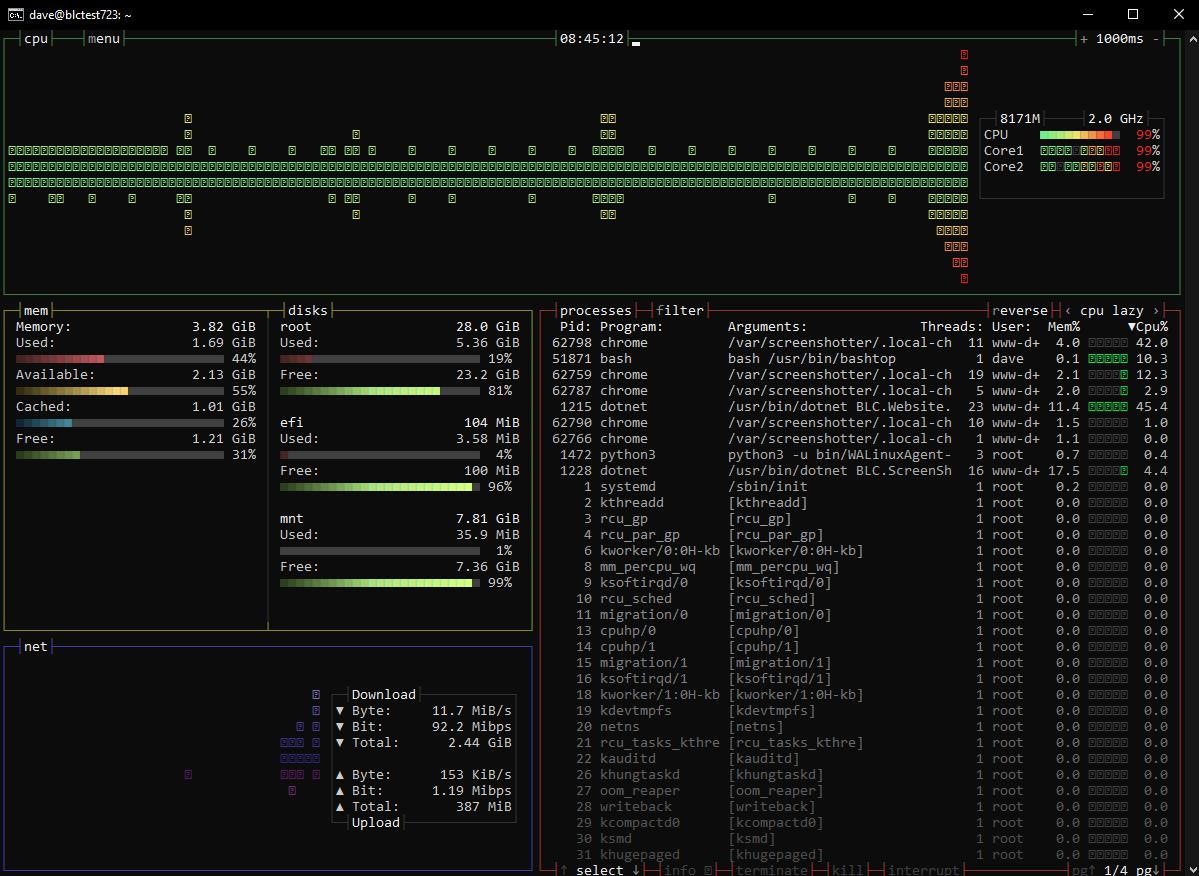 dave@blctest723: ~
cpu menu 08:45:12 + 1000ms -
8171M 2.0 GHz
CPU 99%
Core1 99%
Core2 99%
mem
Memory: 3.82 GiB
Used: 1.69 GiB
44%
Available: 2.13 GiB
55%
Cached: 1.01 GiB
26%
Free: 1.21 GiB
31%
disks
root 28.0 GiB
Used: 5.36 GiB
19%
Free: 23.2 GiB
81%
efi 104 MiB
Used: 3.58 MiB
4%
Free: 100 MiB
96%
mnt 7.81 GiB
Used: 35.9 MiB
1%
Free: 7.36 GiB
99%
net
Download
▼ Byte: 11.7 MiB/s
▼ Bit: 92.2 Mibps
▼ Total: 2.44 GiB
▲ Byte: 153 KiB/s
▲ Bit: 1.19 Mibps
▲ Total: 387 MiB
Upload
processes filter reverse ‹ cpu lazy ›
Pid: Program: Arguments: Threads: User: Mem% ▼Cpu%
62798 chrome /var/screenshotter/.local-ch 11 www-d+ 4.0 42.0
51871 bash bash /usr/bin/bashtop 1 dave 0.1 10.3
62759 chrome /var/screenshotter/.local-ch 19 www-d+ 2.1 12.3
62787 chrome /var/screenshotter/.local-ch 5 www-d+ 2.0 2.9
1215 dotnet /usr/bin/dotnet BLC.Website. 23 www-d+ 11.4 45.4
62790 chrome /var/screenshotter/.local-ch 10 www-d+ 1.5 1.0
62766 chrome /var/screenshotter/.local-ch 1 www-d+ 1.1 0.0
1472 python3 python3 -u bin/WALinuxAgent- 3 root 0.7 0.4
1228 dotnet /usr/bin/dotnet BLC.ScreenSh 16 www-d+ 17.5 4.4
1 systemd /sbin/init 1 root 0.2 0.0
2 kthreadd [kthreadd] 1 root 0.0 0.0
3 rcu_gp [rcu_gp] 1 root 0.0 0.0
4 rcu_par_gp [rcu_par_gp] 1 root 0.0 0.0
6 kworker/0:0H-kb [kworker/0:0H-kb] 1 root 0.0 0.0
8 mm_percpu_wq [mm_percpu_wq] 1 root 0.0 0.0
9 ksoftirqd/0 [ksoftirqd/0] 1 root 0.0 0.0
10 rcu_sched [rcu_sched] 1 root 0.0 0.0
11 migration/0 [migration/0] 1 root 0.0 0.0
13 cpuhp/0 [cpuhp/0] 1 root 0.0 0.0
14 cpuhp/1 [cpuhp/1] 1 root 0.0 0.0
15 migration/1 [migration/1] 1 root 0.0 0.0
16 ksoftirqd/1 [ksoftirqd/1] 1 root 0.0 0.0
18 kworker/1:0H-kb [kworker/1:0H-kb] 1 root 0.0 0.0
19 kdevtmpfs [kdevtmpfs] 1 root 0.0 0.0
20 netns [netns] 1 root 0.0 0.0
21 rcu_tasks_kthre [rcu_tasks_kthre] 1 root 0.0 0.0
22 kauditd [kauditd] 1 root 0.0 0.0
26 khungtaskd [khungtaskd] 1 root 0.0 0.0
27 oom_reaper [oom_reaper] 1 root 0.0 0.0
28 writeback [writeback] 1 root 0.0 0.0
29 kcompactd0 [kcompactd0] 1 root 0.0 0.0
30 ksmd [ksmd] 1 root 0.0 0.0
31 khugepaged [khugepaged] 1 root 0.0 0.0
↑ select ↓ info terminate kill interrupt pg↑ 1/4 pg↓